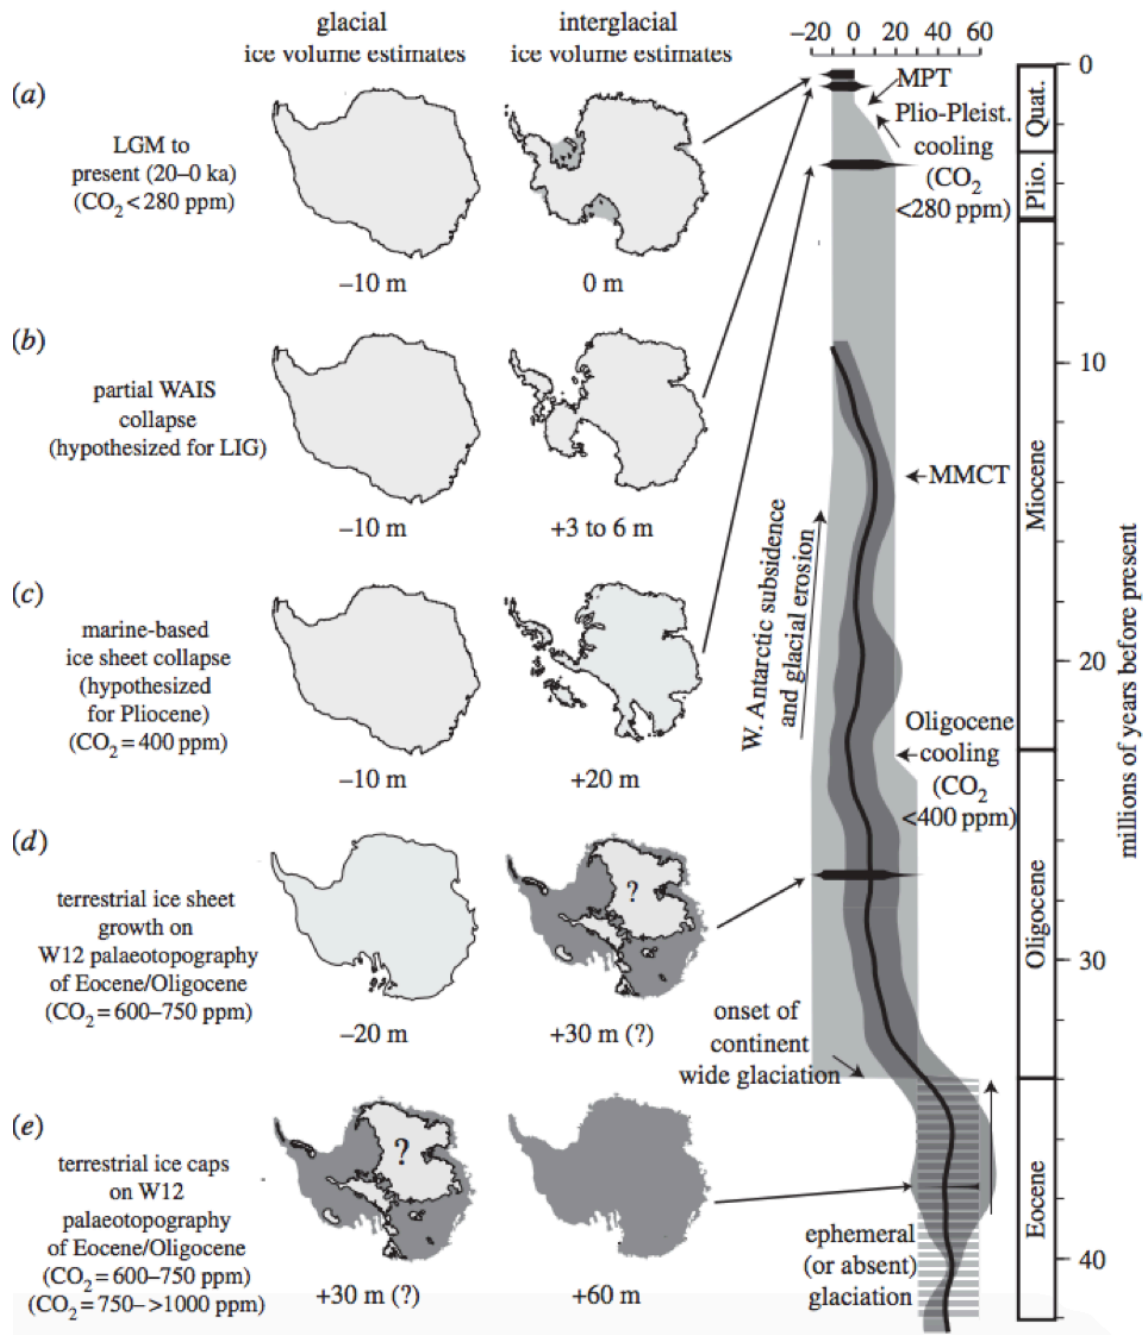 glacial
ice volume estimates
interglacial
ice volume estimates
(a)
LGM to
present (20–0 ka)
(CO2 < 280 ppm)
–10 m
0 m
(b)
partial WAIS
collapse
(hypothesized for LIG)
–10 m
+3 to 6 m
(c)
marine-based
ice sheet collapse
(hypothesized
for Pliocene)
(CO2 = 400 ppm)
–10 m
+20 m
(d)
terrestrial ice sheet
growth on
W12 palaeotopography
of Eocene/Oligocene
(CO2 = 600–750 ppm)
–20 m
?
+30 m (?)
(e)
terrestrial ice caps
on W12
palaeotopography
of Eocene/Oligocene
(CO2 = 600–750 ppm)
(CO2 = 750– >1000 ppm)
?
+30 m (?)
+60 m
–20 0 20 40 60
MPT
Plio-Pleist.
cooling
(CO2
<280 ppm)
MMCT
W. Antarctic subsidence
and glacial erosion
Oligocene
cooling
(CO2
<400 ppm)
onset of
continent
wide glaciation
ephemeral
(or absent)
glaciation
Quat.
Plio.
Miocene
Oligocene
Eocene
0
10
20
30
40
millions of years before present